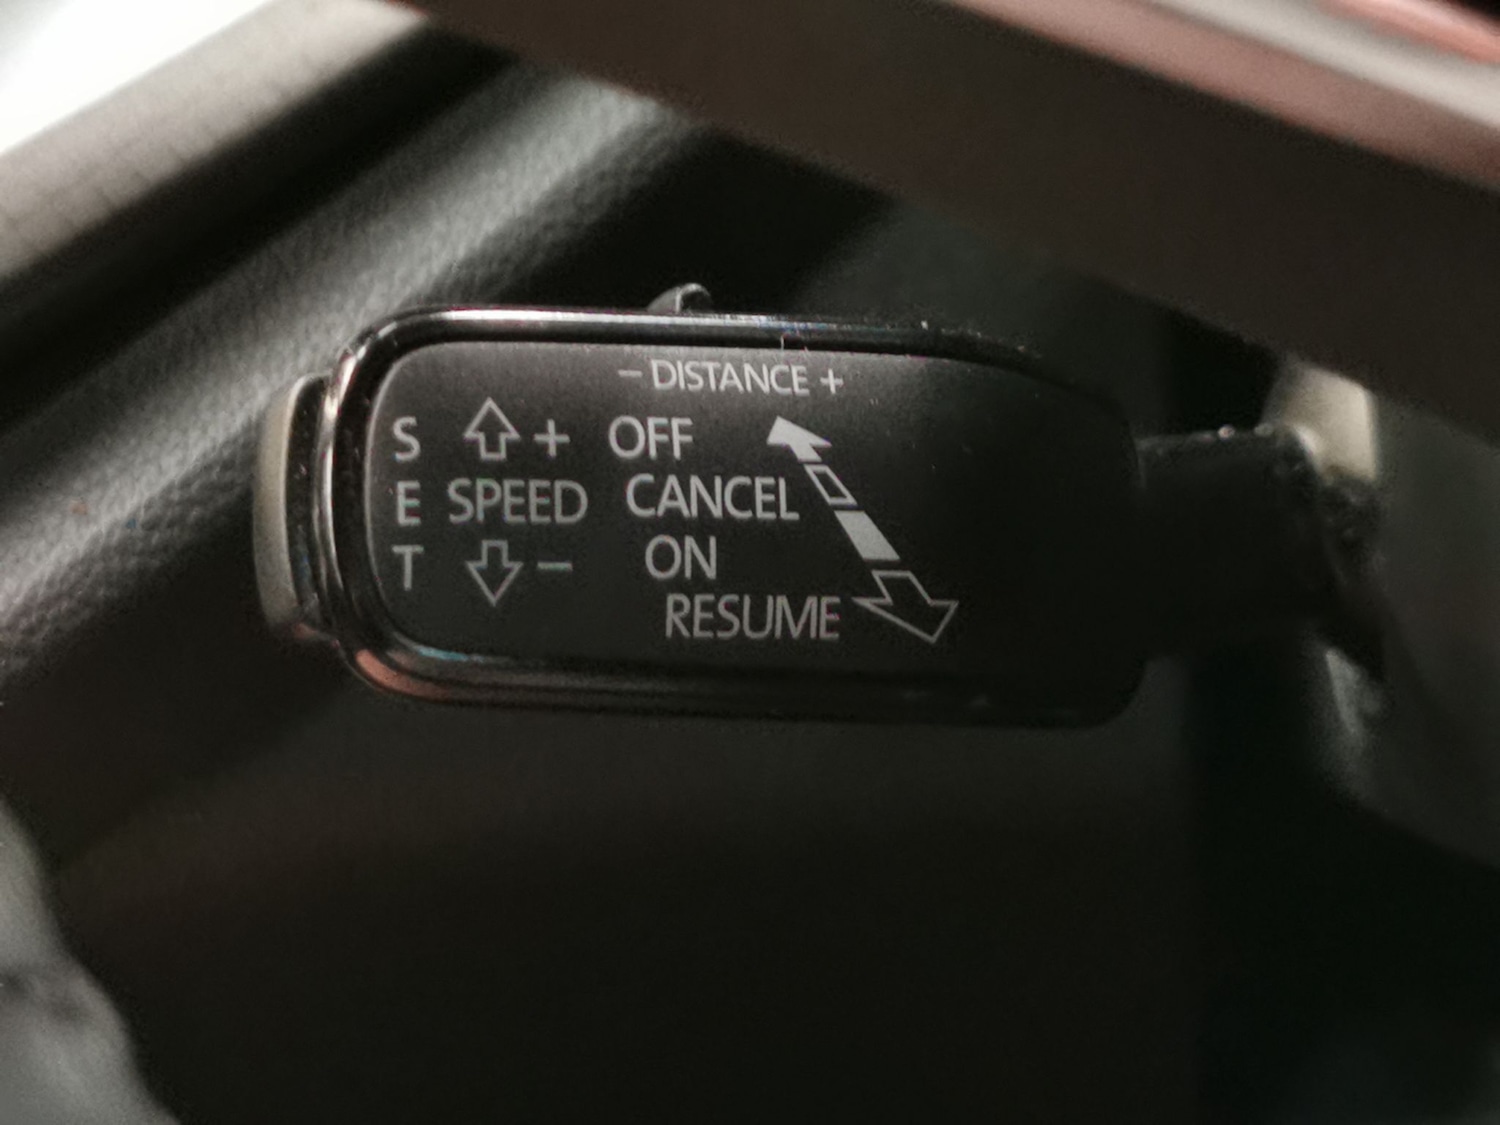 – DISTANCE +
S + OFF
E SPEED CANCEL
T – ON
RESUME